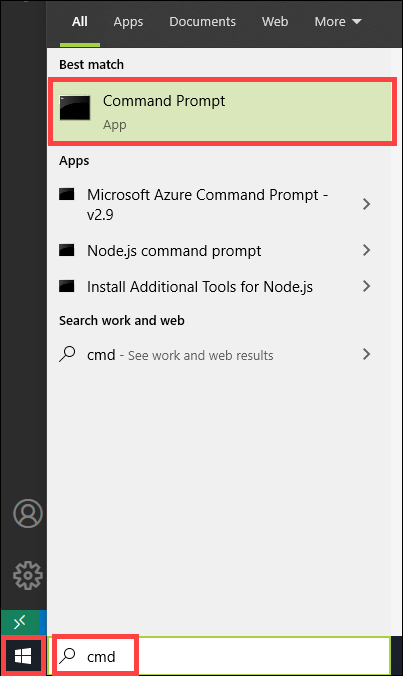 All Apps Documents Web More
Best match
Command Prompt
App
Apps
Microsoft Azure Command Prompt -
v2.9
Node.js command prompt
Install Additional Tools for Node.js
Search work and web
cmd - See work and web results
cmd